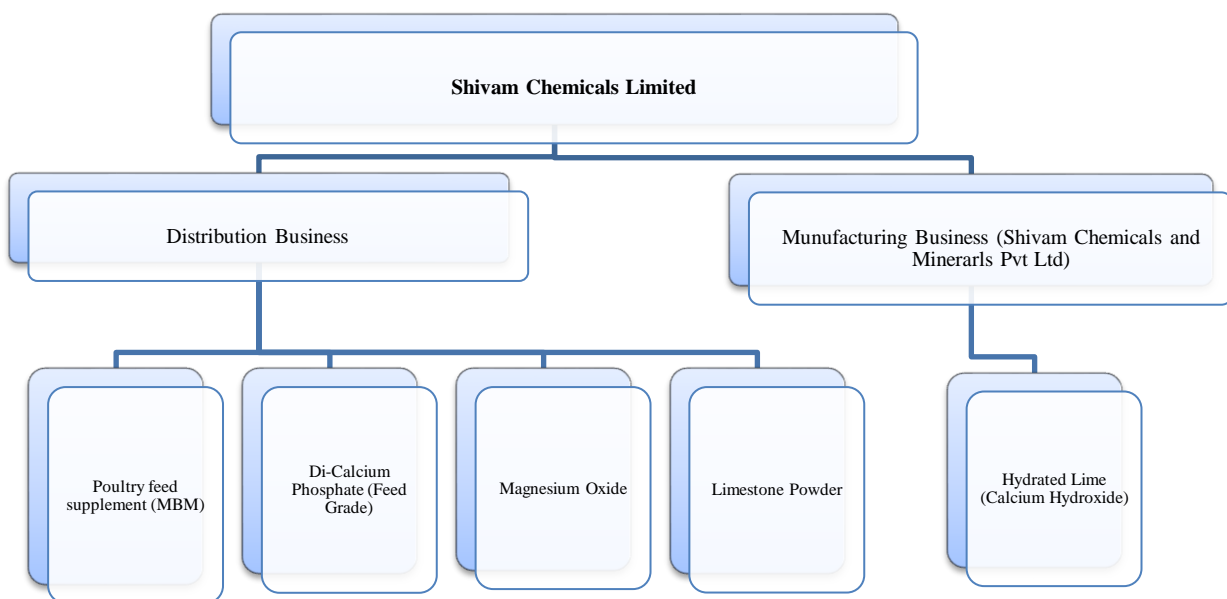 Shivam Chemicals Limited
Distribution Business
Munufacturing Business (Shivam Chemicals and
Minerarls Pvt Ltd)
Poultry feed
supplement (MBM)
Di-Calcium
Phosphate (Feed
Grade)
Magnesium Oxide
Limestone Powder
Hydrated Lime
(Calcium Hydroxide)